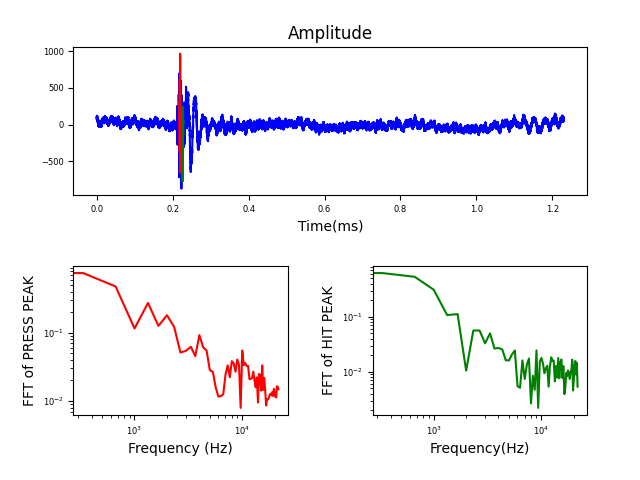 Amplitude
1000
500
0
−500
0.0 0.2 0.4 0.6 0.8 1.0 1.2
Time(ms)
FFT of PRESS PEAK
10⁻¹
10⁻²
10³ 10⁴
Frequency (Hz)
FFT of HIT PEAK
10⁻¹
10⁻²
10³ 10⁴
Frequency(Hz)